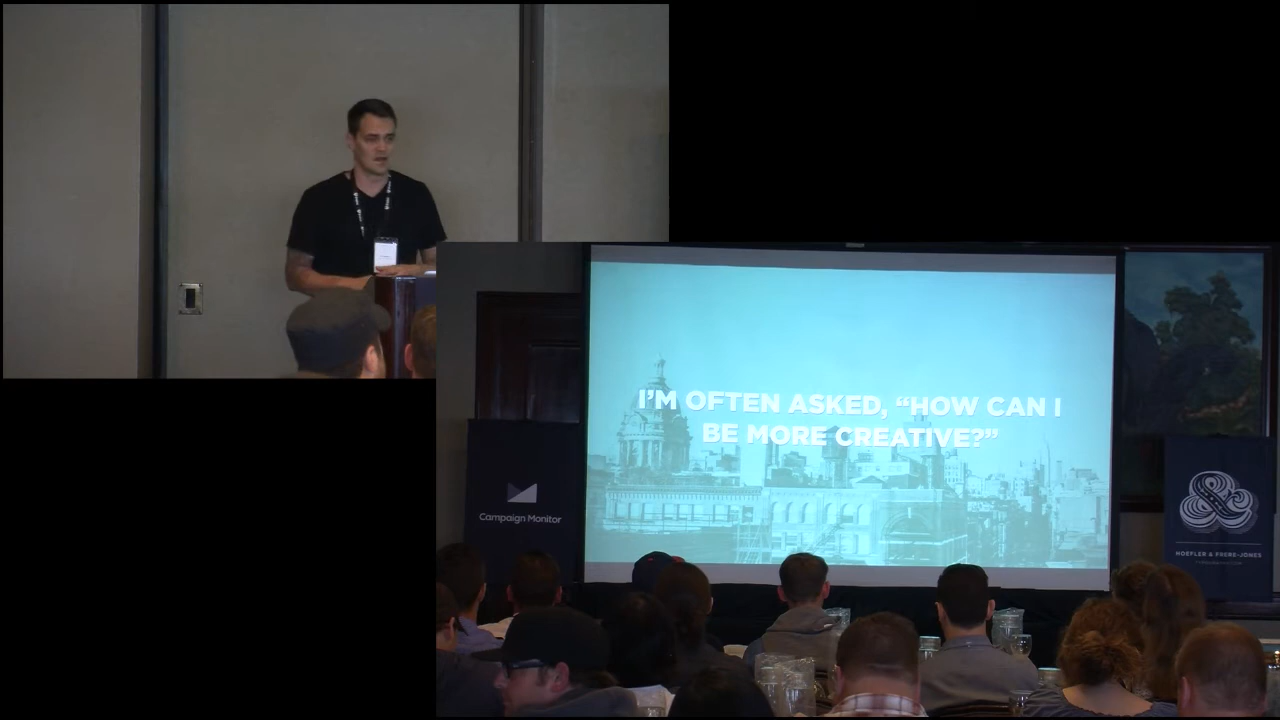 I'M OFTEN ASKED, “HOW CAN I
BE MORE CREATIVE?”
Campaign Monitor
&
HOEFLER & FRERE-JONES